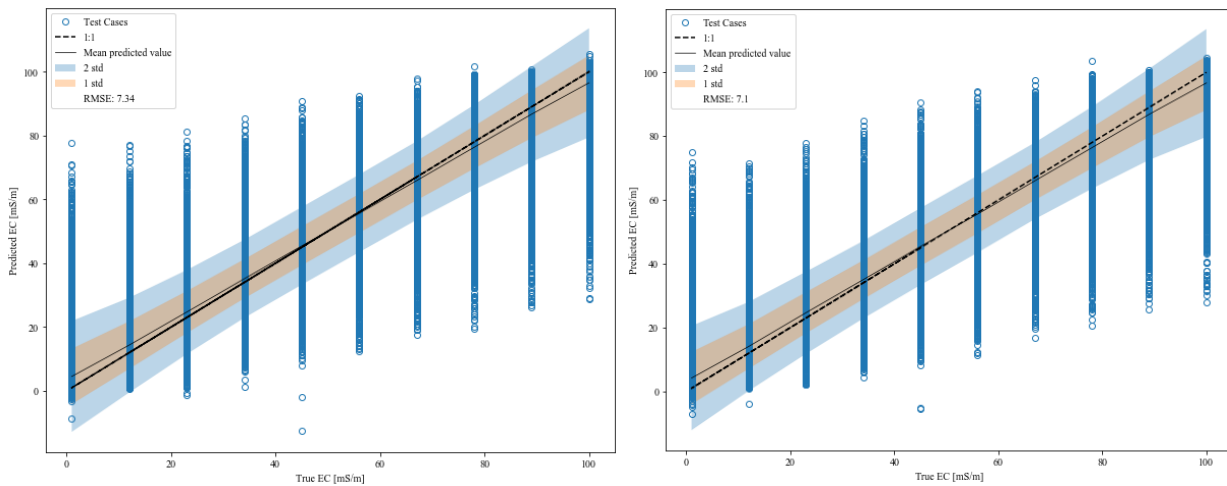 Test Cases
1:1
Mean predicted value
2 std
1 std
RMSE: 7.34
Predicted EC [mS/m]
100
80
60
40
20
0
0 20 40 60 80 100
True EC [mS/m]
Test Cases
1:1
Mean predicted value
2 std
1 std
RMSE: 7.1
Predicted EC [mS/m]
100
80
60
40
20
0
0 20 40 60 80 100
True EC [mS/m]